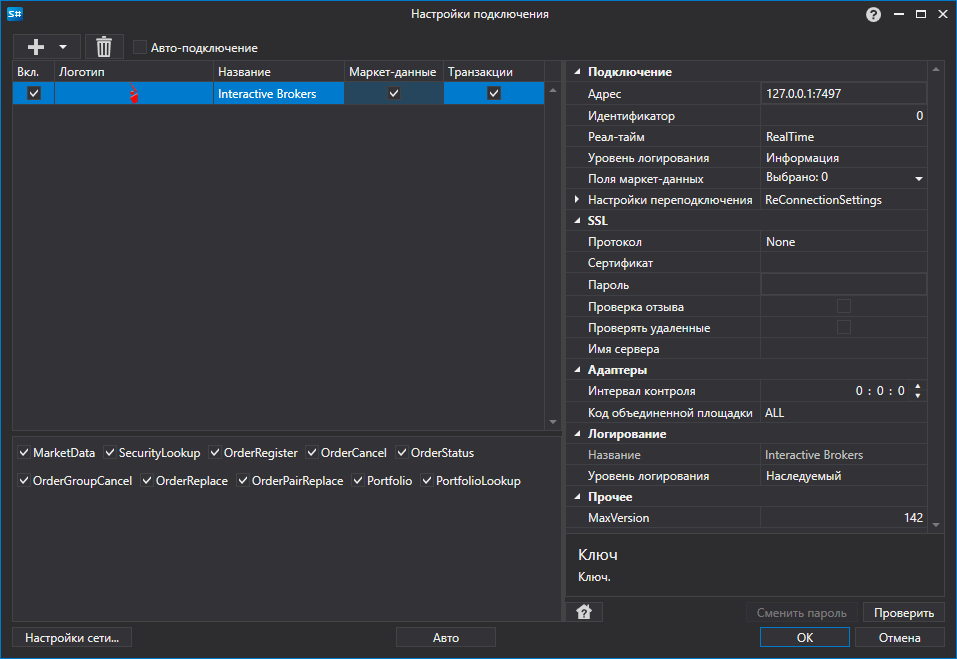 S#
Настройки подключения
?
Авто-подключение
Вкл. Логотип Название Маркет-данные Транзакции
Interactive Brokers
MarketData SecurityLookup OrderRegister OrderCancel OrderStatus
OrderGroupCancel OrderReplace OrderPairReplace Portfolio PortfolioLookup
Подключение
Адрес 127.0.0.1:7497
Идентификатор 0
Реал-тайм RealTime
Уровень логирования Информация
Поля маркет-данных Выбрано: 0
Настройки переподключения ReConnectionSettings
SSL
Протокол None
Сертификат
Пароль
Проверка отзыва
Проверять удаленные
Имя сервера
Адаптеры
Интервал контроля 0 : 0 : 0
Код объединенной площадки ALL
Логирование
Название Interactive Brokers
Уровень логирования Наследуемый
Прочее
MaxVersion 142
Ключ
Ключ.
?
Сменить пароль Проверить
Настройки сети... Авто OK Отмена